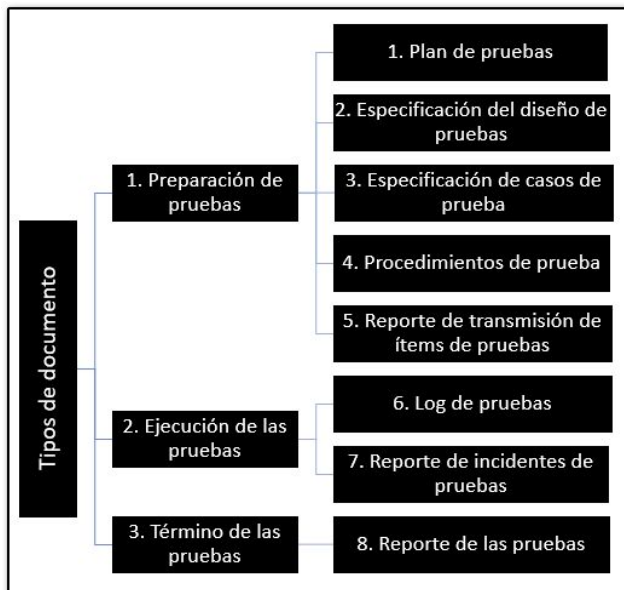 Tipos de documento
1. Preparación de
pruebas
1. Plan de pruebas
2. Especificación del diseño de
pruebas
3. Especificación de casos de
prueba
4. Procedimientos de prueba
5. Reporte de transmisión de
ítems de pruebas
2. Ejecución de las
pruebas
6. Log de pruebas
7. Reporte de incidentes de
pruebas
3. Término de las
pruebas
8. Reporte de las pruebas